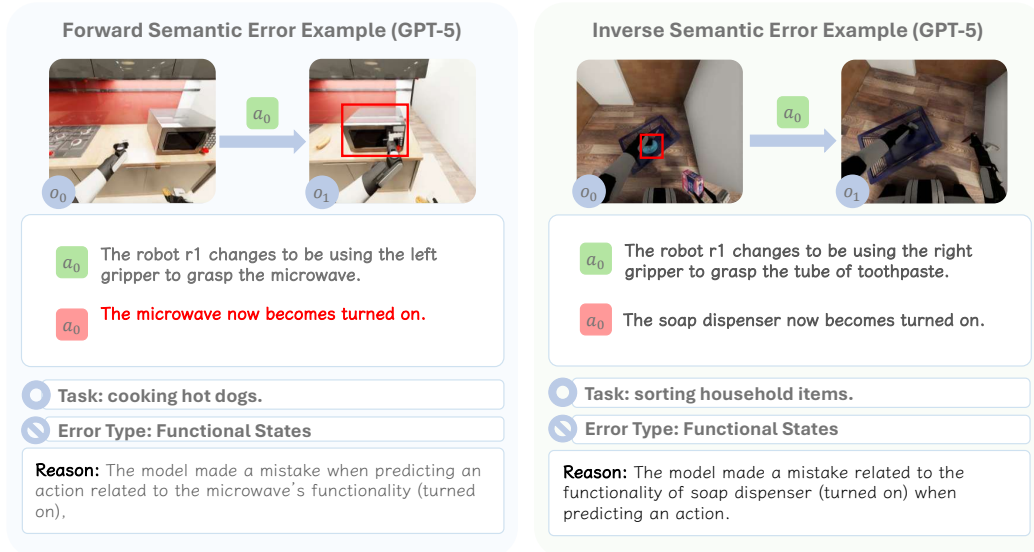 Forward Semantic Error Example (GPT-5)
a₀
o₀
o₁
a₀ The robot r1 changes to be using the left
gripper to grasp the microwave.
a₀ The microwave now becomes turned on.
Task: cooking hot dogs.
Error Type: Functional States
Reason: The model made a mistake when predicting an
action related to the microwave's functionality (turned
on),
Inverse Semantic Error Example (GPT-5)
a₀
o₀
o₁
a₀ The robot r1 changes to be using the right
gripper to grasp the tube of toothpaste.
a₀ The soap dispenser now becomes turned on.
Task: sorting household items.
Error Type: Functional States
Reason: The model made a mistake related to the
functionality of soap dispenser (turned on) when
predicting an action.